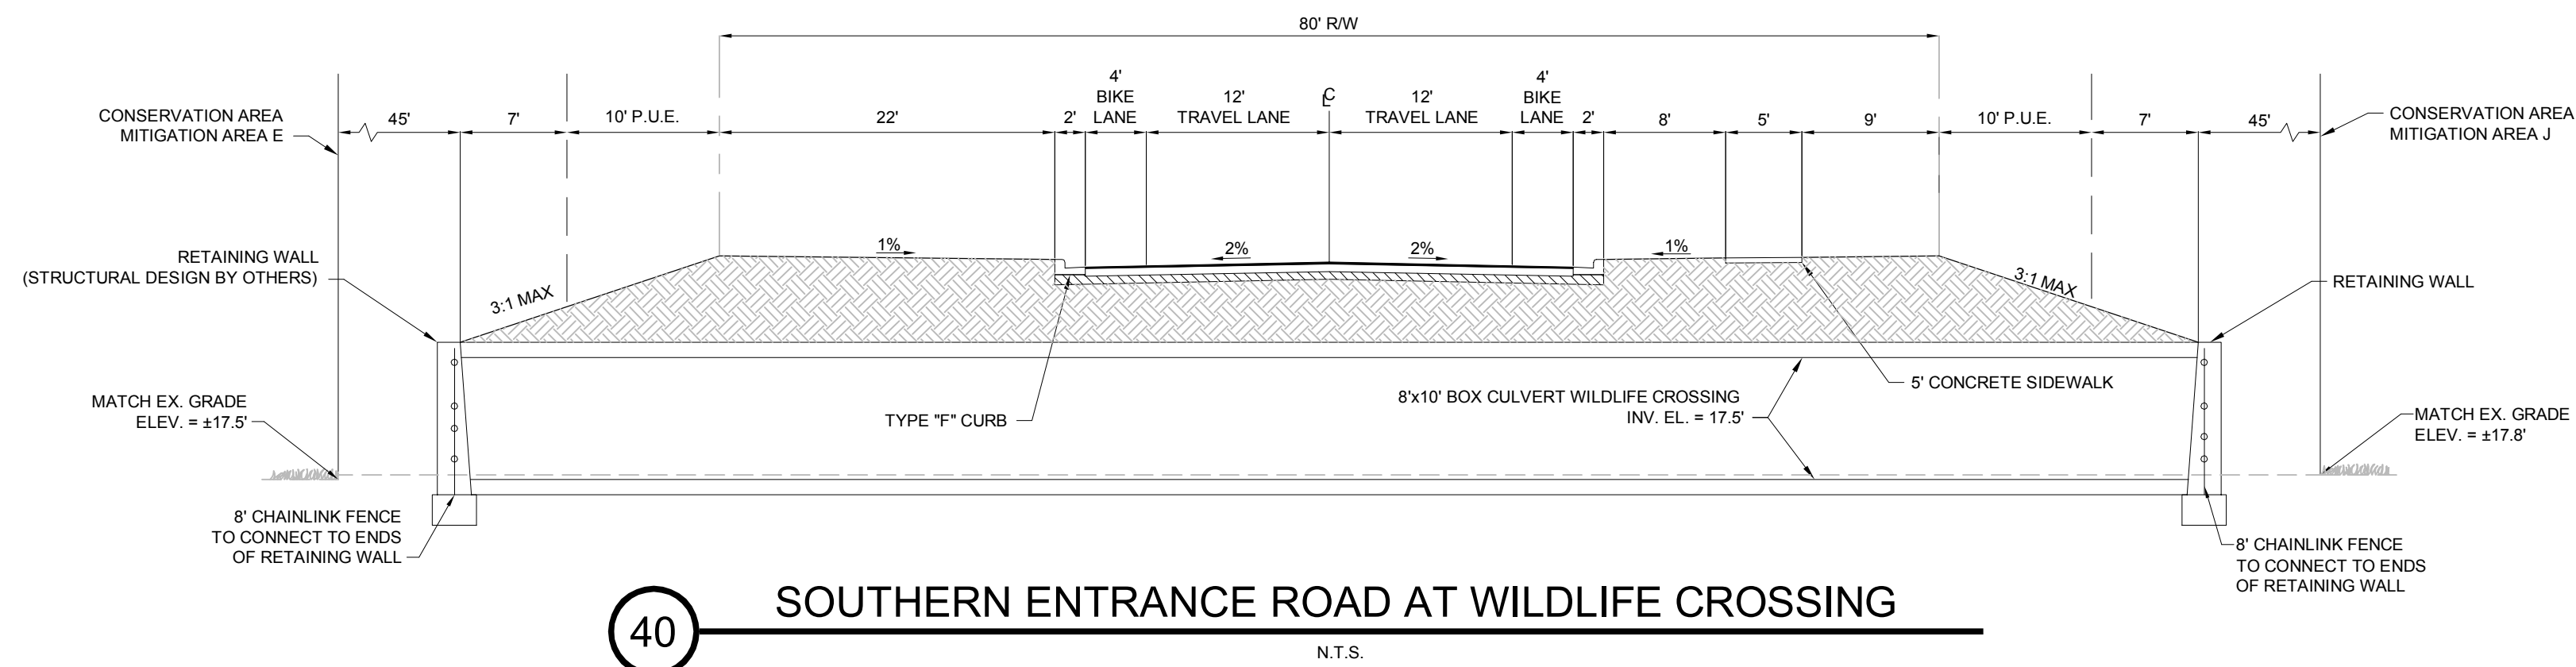 80' R/W
CONSERVATION AREA
MITIGATION AREA E
45'
7'
10' P.U.E.
22'
2'
4'
BIKE
LANE
12'
TRAVEL LANE
CL
12'
TRAVEL LANE
4'
BIKE
LANE
2'
8'
5'
9'
10' P.U.E.
7'
45'
CONSERVATION AREA
MITIGATION AREA J
RETAINING WALL
(STRUCTURAL DESIGN BY OTHERS)
3:1 MAX
1%
2%
2%
1%
3:1 MAX
RETAINING WALL
MATCH EX. GRADE
ELEV. = ±17.5'
TYPE "F" CURB
8'x10' BOX CULVERT WILDLIFE CROSSING
INV. EL. = 17.5'
5' CONCRETE SIDEWALK
MATCH EX. GRADE
ELEV. = ±17.8'
8' CHAINLINK FENCE
TO CONNECT TO ENDS
OF RETAINING WALL
8' CHAINLINK FENCE
TO CONNECT TO ENDS
OF RETAINING WALL
40
SOUTHERN ENTRANCE ROAD AT WILDLIFE CROSSING
N.T.S.